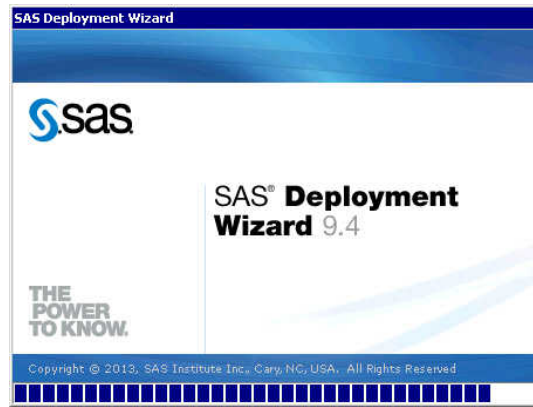 SAS Deployment Wizard
sas
SAS® Deployment
Wizard 9.4
THE
POWER
TO KNOW.
Copyright © 2013, SAS Institute Inc., Cary, NC, USA. All Rights Reserved